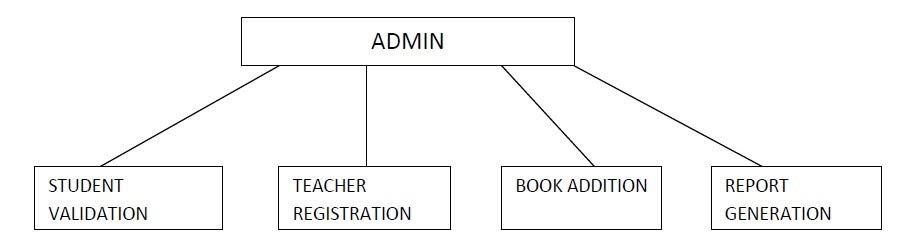 ADMIN
STUDENT
VALIDATION
TEACHER
REGISTRATION
BOOK ADDITION
REPORT
GENERATION